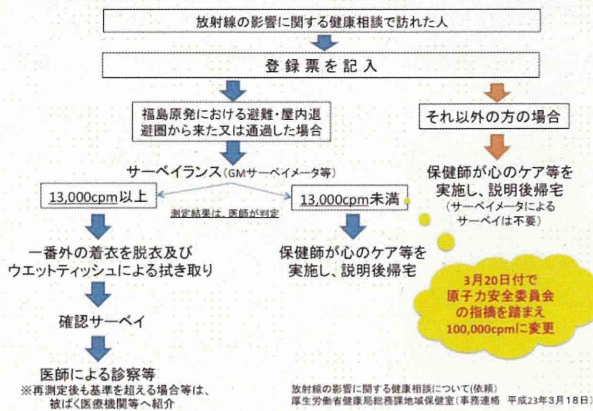 放射線の影響に関する健康相談で訪れた人
登録票を記入
福島原発における避難・屋内退
避圏から来た又は通過した場合
それ以外の方の場合
サーベイランス(GMサーベイメータ等)
13,000cpm以上
13,000cpm未満
測定結果は、医師が判定
保健師が心のケア等を
実施し、説明後帰宅
(サーベイメータによる
サーベイは不要)
一番外の着衣を脱衣及び
ウエットティッシュによる拭き取り
保健師が心のケア等を
実施し、説明後帰宅
3月20日付で
原子力安全委員会
の指摘を踏まえ
100,000cpmに変更
確認サーベイ
医師による診察等
※再測定後も基準を超える場合等は、
被ばく医療機関等へ紹介
放射線の影響に関する健康相談について(依頼)
厚生労働省健康局総務課地域保健室(事務連絡 平成23年3月18日)